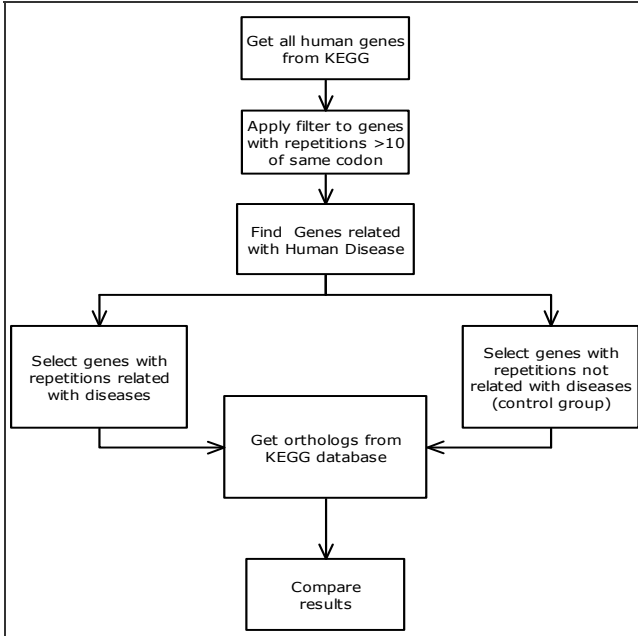 Get all human genes
from KEGG
Apply filter to genes
with repetitions >10
of same codon
Find Genes related
with Human Disease
Select genes with
repetitions related
with diseases
Select genes with
repetitions not
related with diseases
(control group)
Get orthologs from
KEGG database
Compare
results